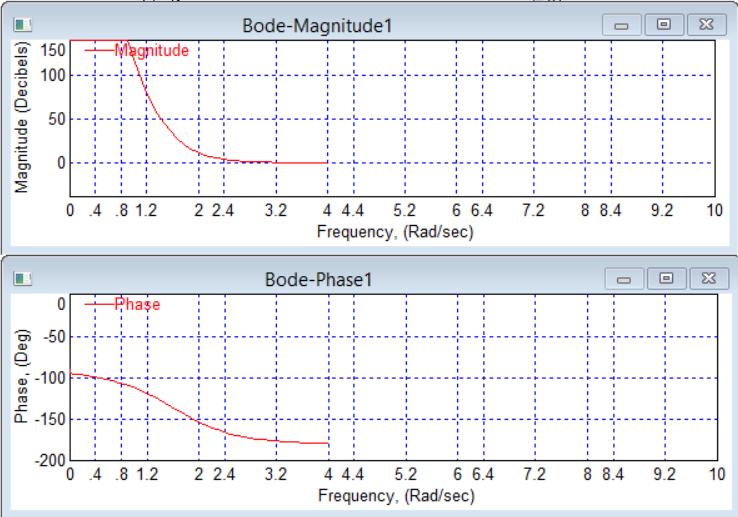 Bode-Magnitude1
Magnitude (Decibels)
150
100
50
0
Magnitude
0 .4 .8 1.2 2 2.4 3.2 4 4.4 5.2 6 6.4 7.2 8 8.4 9.2 10
Frequency, (Rad/sec)
Bode-Phase1
Phase, (Deg)
0
-50
-100
-150
-200
Phase
0 .4 .8 1.2 2 2.4 3.2 4 4.4 5.2 6 6.4 7.2 8 8.4 9.2 10
Frequency, (Rad/sec)